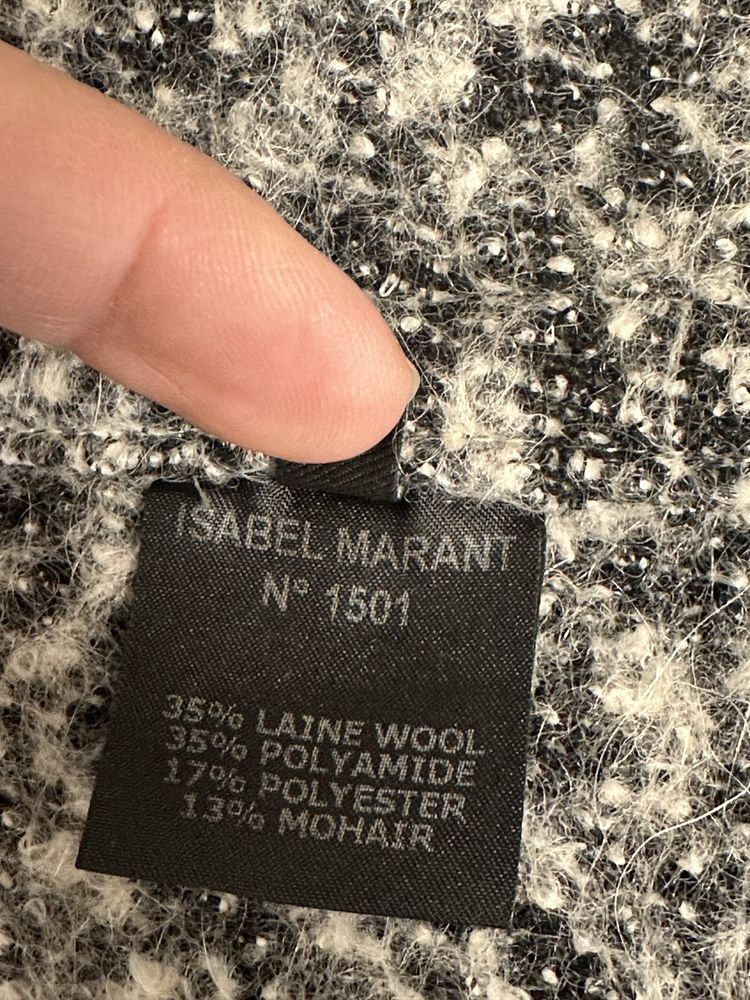 ISABEL MARANT
N° 1501
35% LAINE WOOL
35% POLYAMIDE
17% POLYESTER
13% MOHAIR